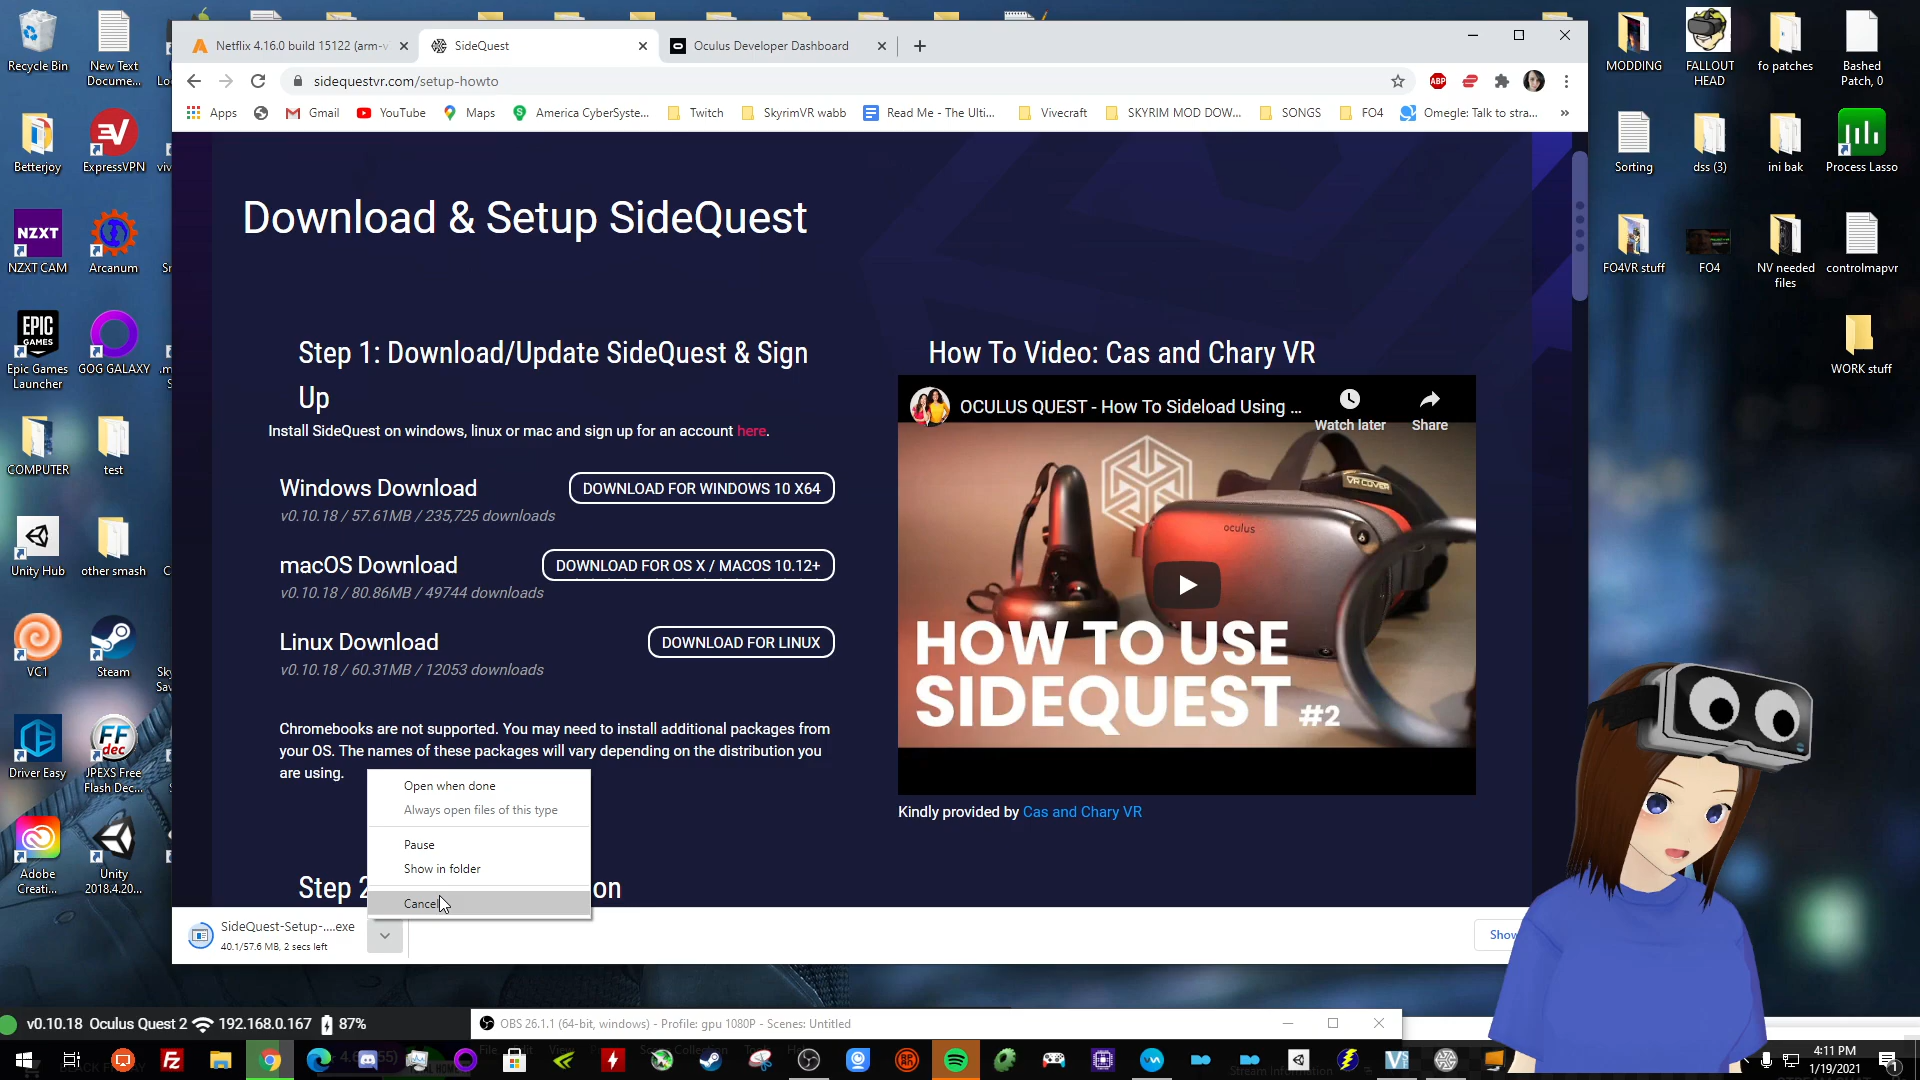 Recycle Bin
New Text
Docume...
Betterjoy
ExpressVPN
NZXT CAM
Arcanum
Epic Games
Launcher
GOG GALAXY
COMPUTER
test
Unity Hub
other smash
VC1
Steam
Driver Easy
JPEXS Free
Flash Dec...
Adobe
Creati...
Unity
2018.4.20...
Netflix 4.16.0 build 15122 (arm-v
SideQuest
Oculus Developer Dashboard
sidequestvr.com/setup-howto
ABP
Apps
Gmail
YouTube
Maps
America CyberSyste...
Twitch
SkyrimVR wabb
Read Me - The Ulti...
Vivecraft
SKYRIM MOD DOW...
SONGS
FO4
Omegle: Talk to stra...
»
Download & Setup SideQuest
Step 1: Download/Update SideQuest & Sign
Up
Install SideQuest on windows, linux or mac and sign up for an account here.
Windows Download
DOWNLOAD FOR WINDOWS 10 X64
v0.10.18 / 57.61MB / 235,725 downloads
macOS Download
DOWNLOAD FOR OS X / MACOS 10.12+
v0.10.18 / 80.86MB / 49744 downloads
Linux Download
DOWNLOAD FOR LINUX
v0.10.18 / 60.31MB / 12053 downloads
Chromebooks are not supported. You may need to install additional packages from
your OS. The names of these packages will vary depending on the distribution you
are using.
How To Video: Cas and Chary VR
OCULUS QUEST - How To Sideload Using ...
Watch later
Share
VR COVER
oculus
HOW TO USE
SIDEQUEST #2
Kindly provided by Cas and Chary VR
Open when done
Always open files of this type
Pause
Show in folder
Cancel
Step 2
on
SideQuest-Setup-....exe
40.1/57.6 MB, 2 secs left
Show
MODDING
FALLOUT
HEAD
fo patches
Bashed
Patch, 0
Sorting
dss (3)
ini bak
Process Lasso
FO4VR stuff
FO4
NV needed
files
controlmapvr
WORK stuff
v0.10.18 Oculus Quest 2
192.168.0.167
87%
OBS 26.1.1 (64-bit, windows) - Profile: gpu 1080P - Scenes: Untitled
4:11 PM
1/19/2021